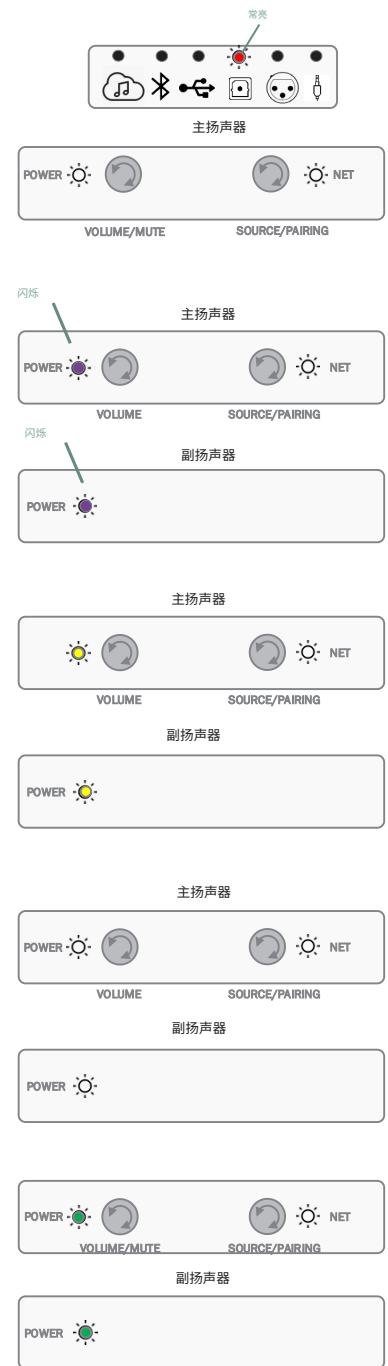 常亮
主扬声器
POWER NET
VOLUME/MUTE SOURCE/PAIRING
闪烁
主扬声器
POWER NET
VOLUME SOURCE/PAIRING
闪烁
副扬声器
POWER
主扬声器
NET
VOLUME SOURCE/PAIRING
副扬声器
POWER
主扬声器
POWER NET
VOLUME SOURCE/PAIRING
副扬声器
POWER
POWER NET
VOLUME/MUTE SOURCE/PAIRING
副扬声器
POWER